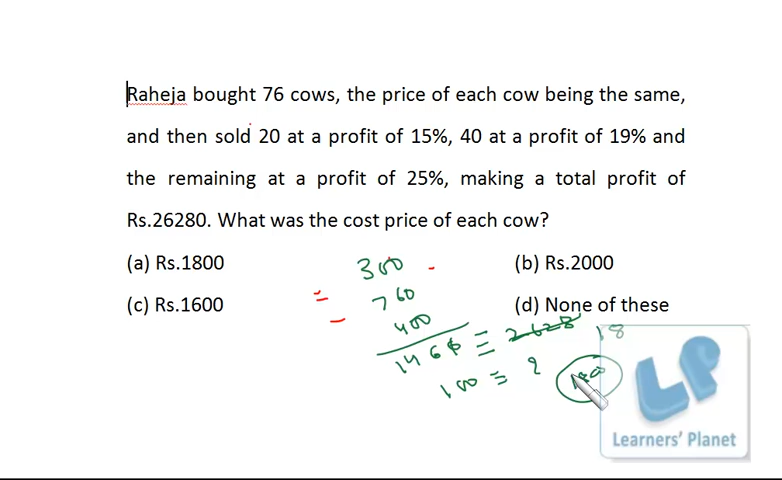 Raheja bought 76 cows, the price of each cow being the same,
and then sold 20 at a profit of 15%, 40 at a profit of 19% and
the remaining at a profit of 25%, making a total profit of
Rs.26280. What was the cost price of each cow?
(a) Rs.1800
(b) Rs.2000
(c) Rs.1600
(d) None of these
300 -
= 760
- 400
1460 ≡ 2628 18
100 ≡
Learners' Planet